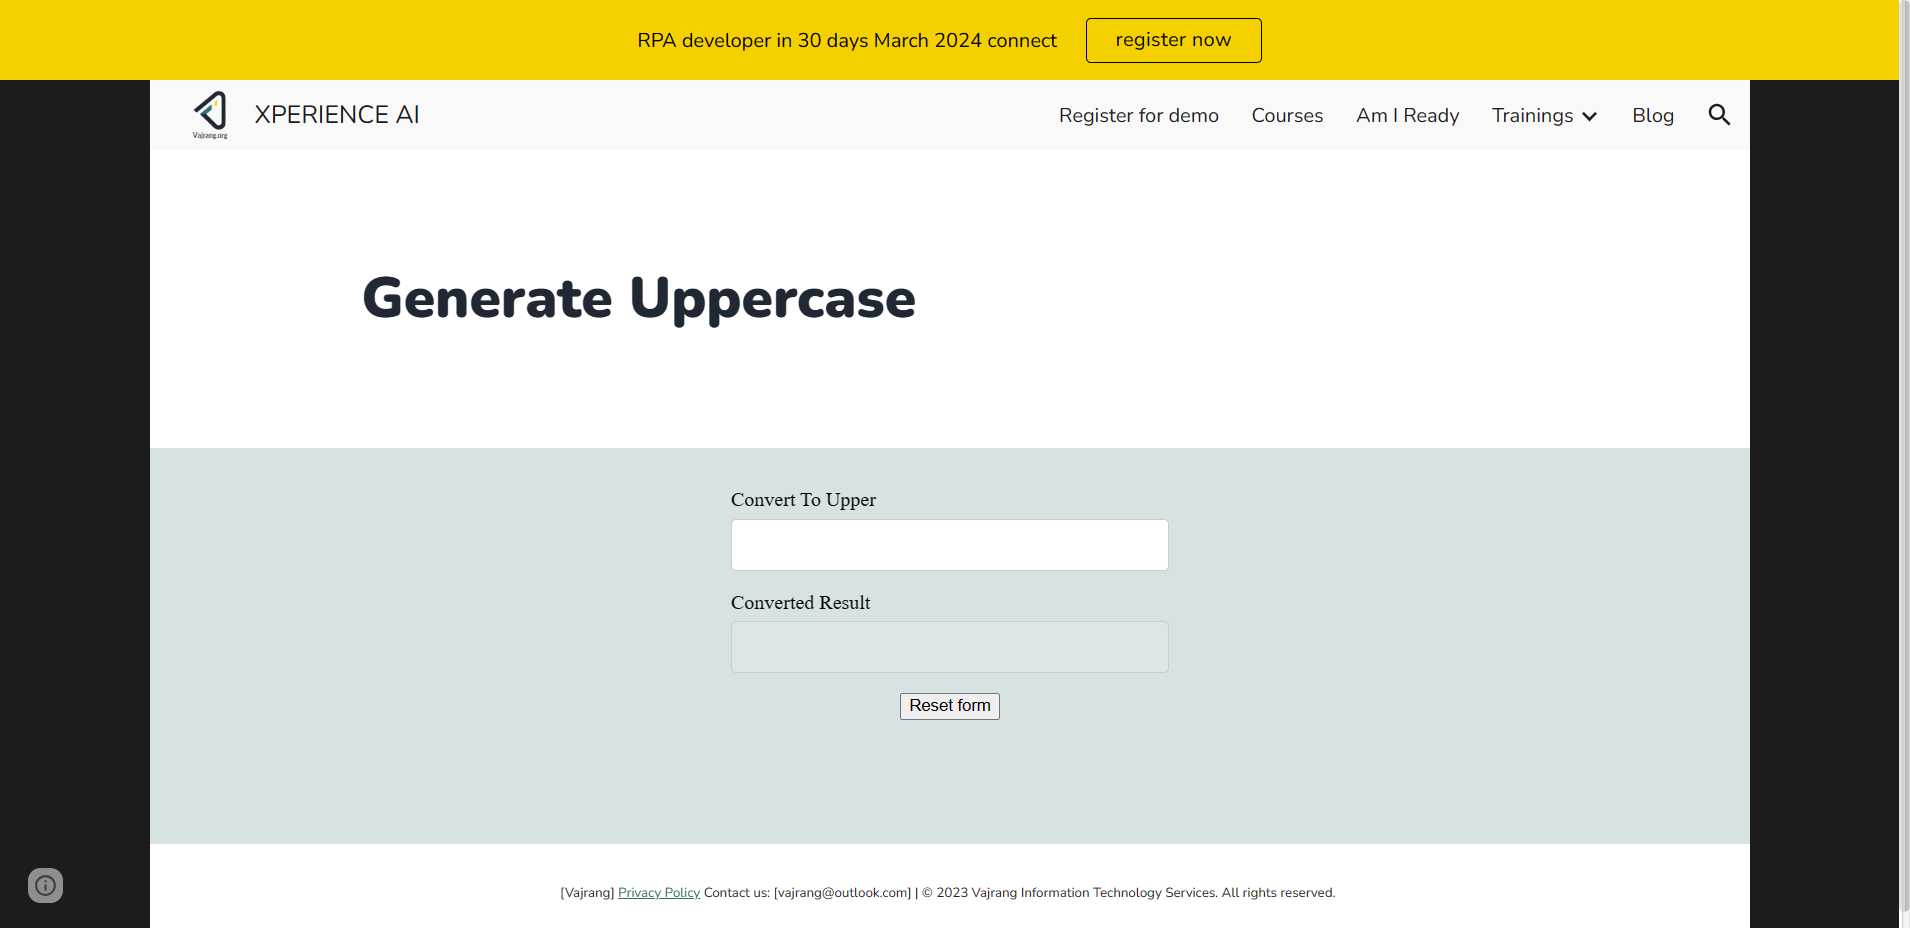 RPA developer in 30 days March 2024 connect register now
Vajrang.org XPERIENCE AI Register for demo Courses Am I Ready Trainings Blog
Generate Uppercase
Convert To Upper
Converted Result
Reset form
[Vajrang] Privacy Policy Contact us: [vajrang@outlook.com] | © 2023 Vajrang Information Technology Services. All rights reserved.